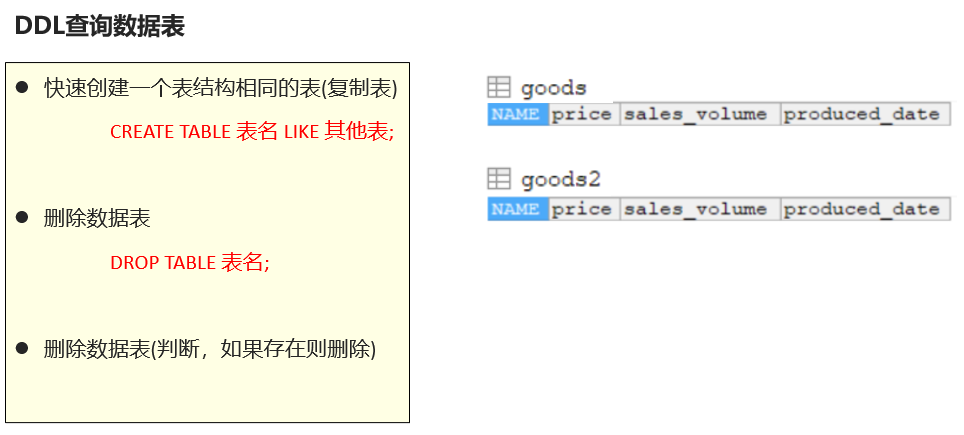 DDL查询数据表
● 快速创建一个表结构相同的表(复制表)
CREATE TABLE 表名 LIKE 其他表;
● 删除数据表
DROP TABLE 表名;
● 删除数据表(判断，如果存在则删除)
goods
NAME price sales_volume produced_date
goods2
NAME price sales_volume produced_date